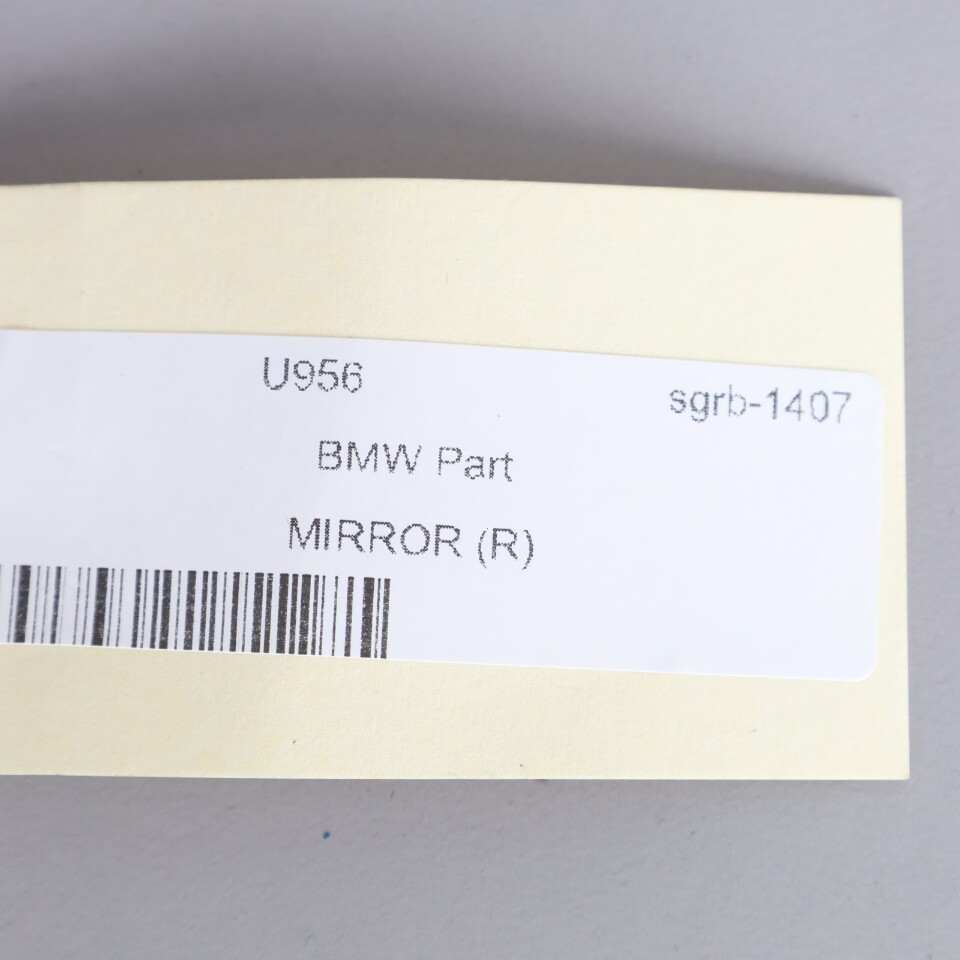 U956 sgrb-1407
BMW Part
MIRROR (R)